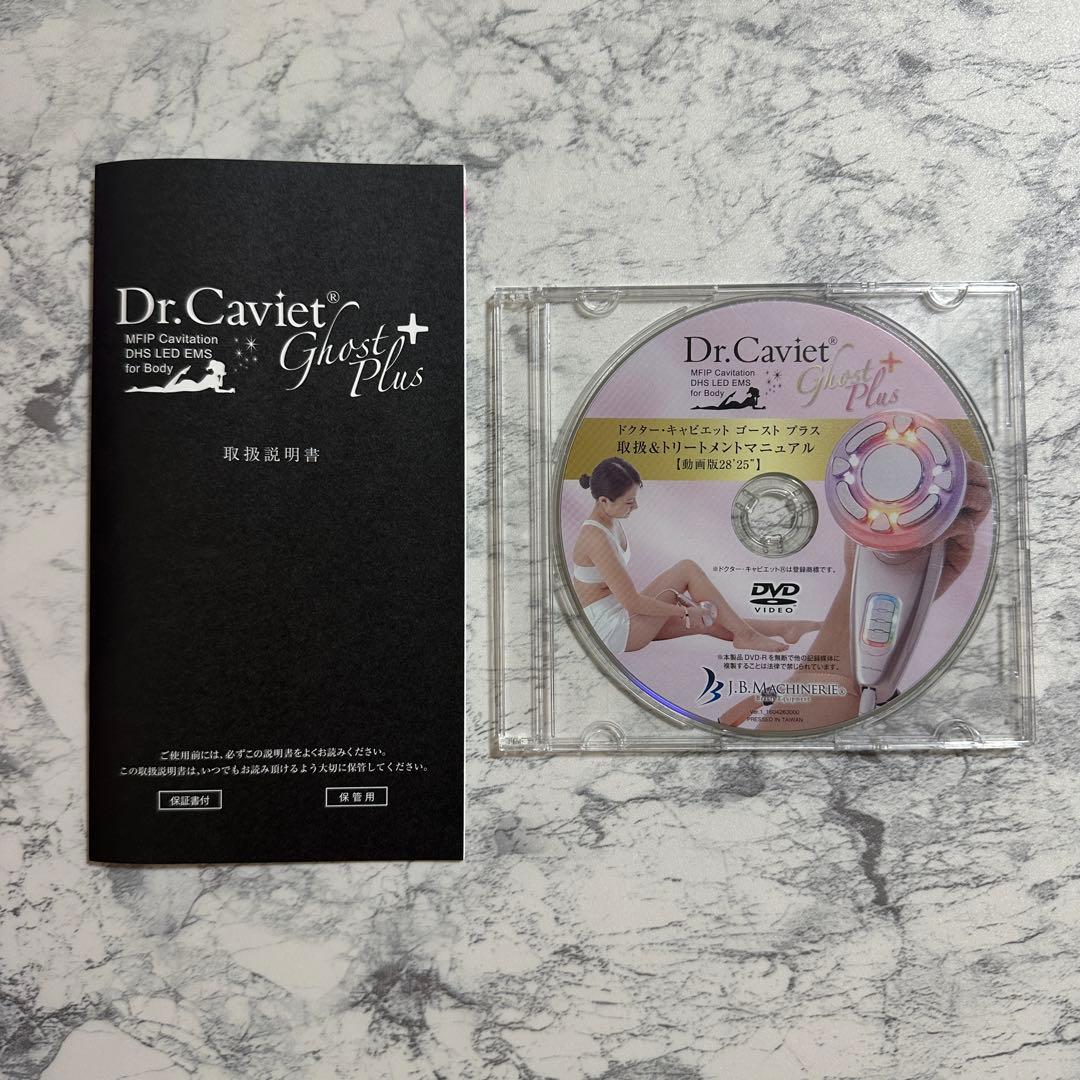 Dr.Caviet®
MFIP Cavitation
DHS LED EMS
for Body
Ghost+
Plus
取扱説明書
ご使用前には、必ずこの説明書をよくお読みください。
この取扱説明書は、いつでもお読み頂けるよう大切に保管してください。
保証書付
保管用
Dr.Caviet®
MFIP Cavitation
DHS LED EMS
for Body
Ghost+
Plus
ドクター・キャビエット ゴースト プラス
取扱&トリートメントマニュアル
【動画版28'25"】
※ドクター・キャビエット®は登録商標です。
DVD
VIDEO
※本製品DVD-Rを無断で他の記録媒体に
複製することは法律で禁じられています。
J.B.MACHINERIE®
Beauty Equipment
Ver.1_1604263000
PRESSED IN TAIWAN